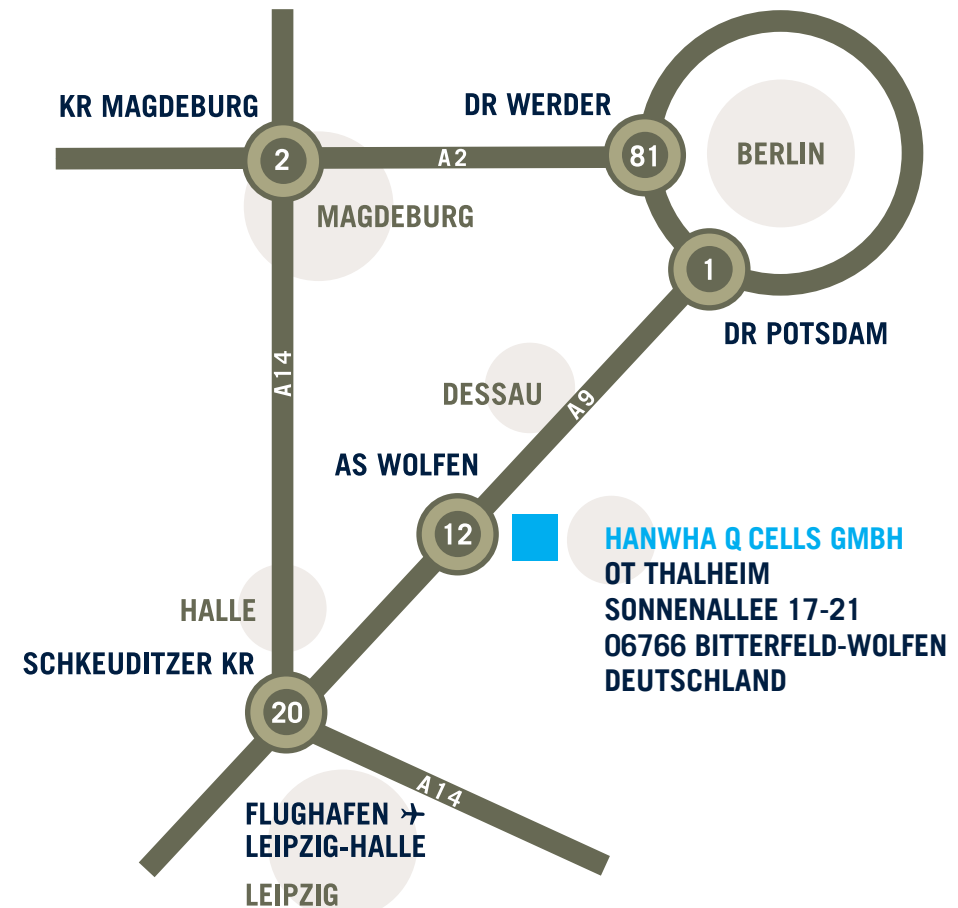 KR MAGDEBURG
DR WERDER
2
A2
81
BERLIN
MAGDEBURG
1
DR POTSDAM
A14
DESSAU
A9
AS WOLFEN
12
HANWHA Q CELLS GMBH
OT THALHEIM
SONNENALLEE 17-21
06766 BITTERFELD-WOLFEN
DEUTSCHLAND
HALLE
SCHKEUDITZER KR
20
A14
FLUGHAFEN ✈
LEIPZIG-HALLE
LEIPZIG